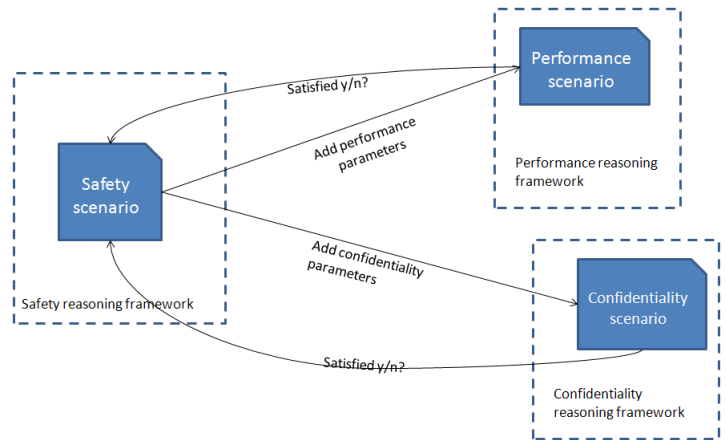 Performance
scenario
Satisfied y/n?
Add performance
parameters
Performance reasoning
framework
Safety
scenario
Add confidentiality
parameters
Safety reasoning framework
Confidentiality
scenario
Satisfied y/n?
Confidentiality
reasoning framework